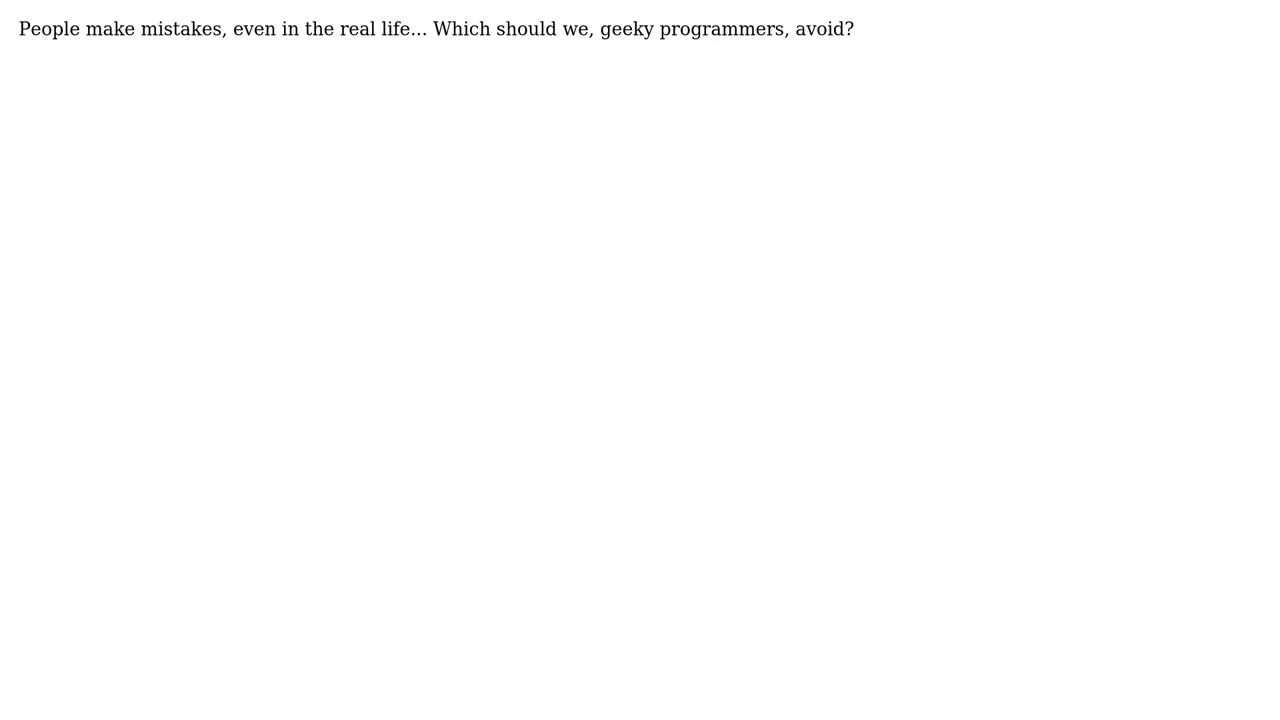 People make mistakes, even in the real life... Which should we, geeky programmers, avoid?